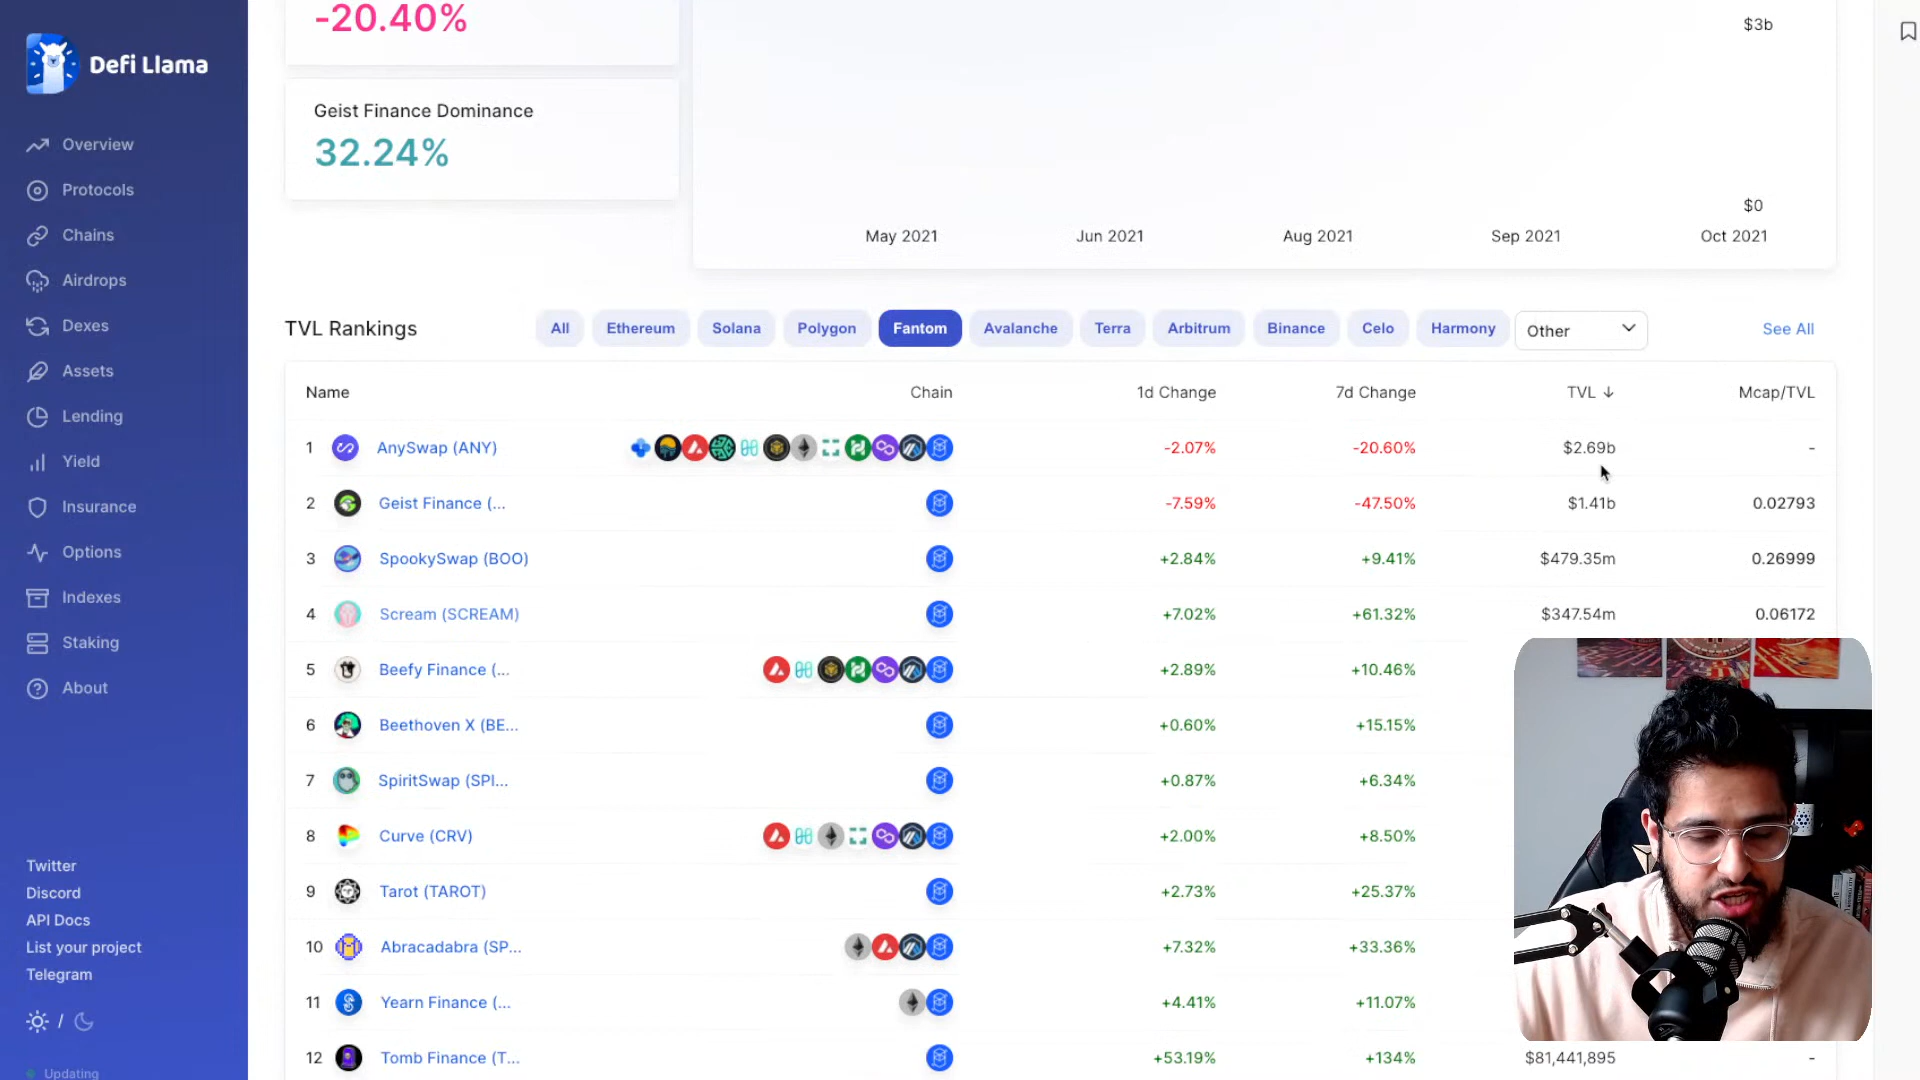 -20.40%
$3b
Defi Llama
Geist Finance Dominance
32.24%
Overview
Protocols
Chains
Airdrops
Dexes
Assets
Lending
Yield
Insurance
Options
Indexes
Staking
About
Twitter
Discord
API Docs
List your project
Telegram
/
Updating
$0
May 2021 Jun 2021 Aug 2021 Sep 2021 Oct 2021
TVL Rankings All Ethereum Solana Polygon Fantom Avalanche Terra Arbitrum Binance Celo Harmony Other See All
Name Chain 1d Change 7d Change TVL ↓ Mcap/TVL
1 AnySwap (ANY) -2.07% -20.60% $2.69b -
2 Geist Finance (... -7.59% -47.50% $1.41b 0.02793
3 SpookySwap (BOO) +2.84% +9.41% $479.35m 0.26999
4 Scream (SCREAM) +7.02% +61.32% $347.54m 0.06172
5 Beefy Finance (... +2.89% +10.46%
6 Beethoven X (BE... +0.60% +15.15%
7 SpiritSwap (SPI... +0.87% +6.34%
8 Curve (CRV) +2.00% +8.50%
9 Tarot (TAROT) +2.73% +25.37%
10 Abracadabra (SP... +7.32% +33.36%
11 Yearn Finance (... +4.41% +11.07%
12 Tomb Finance (T... +53.19% +134% $81,441,895 -